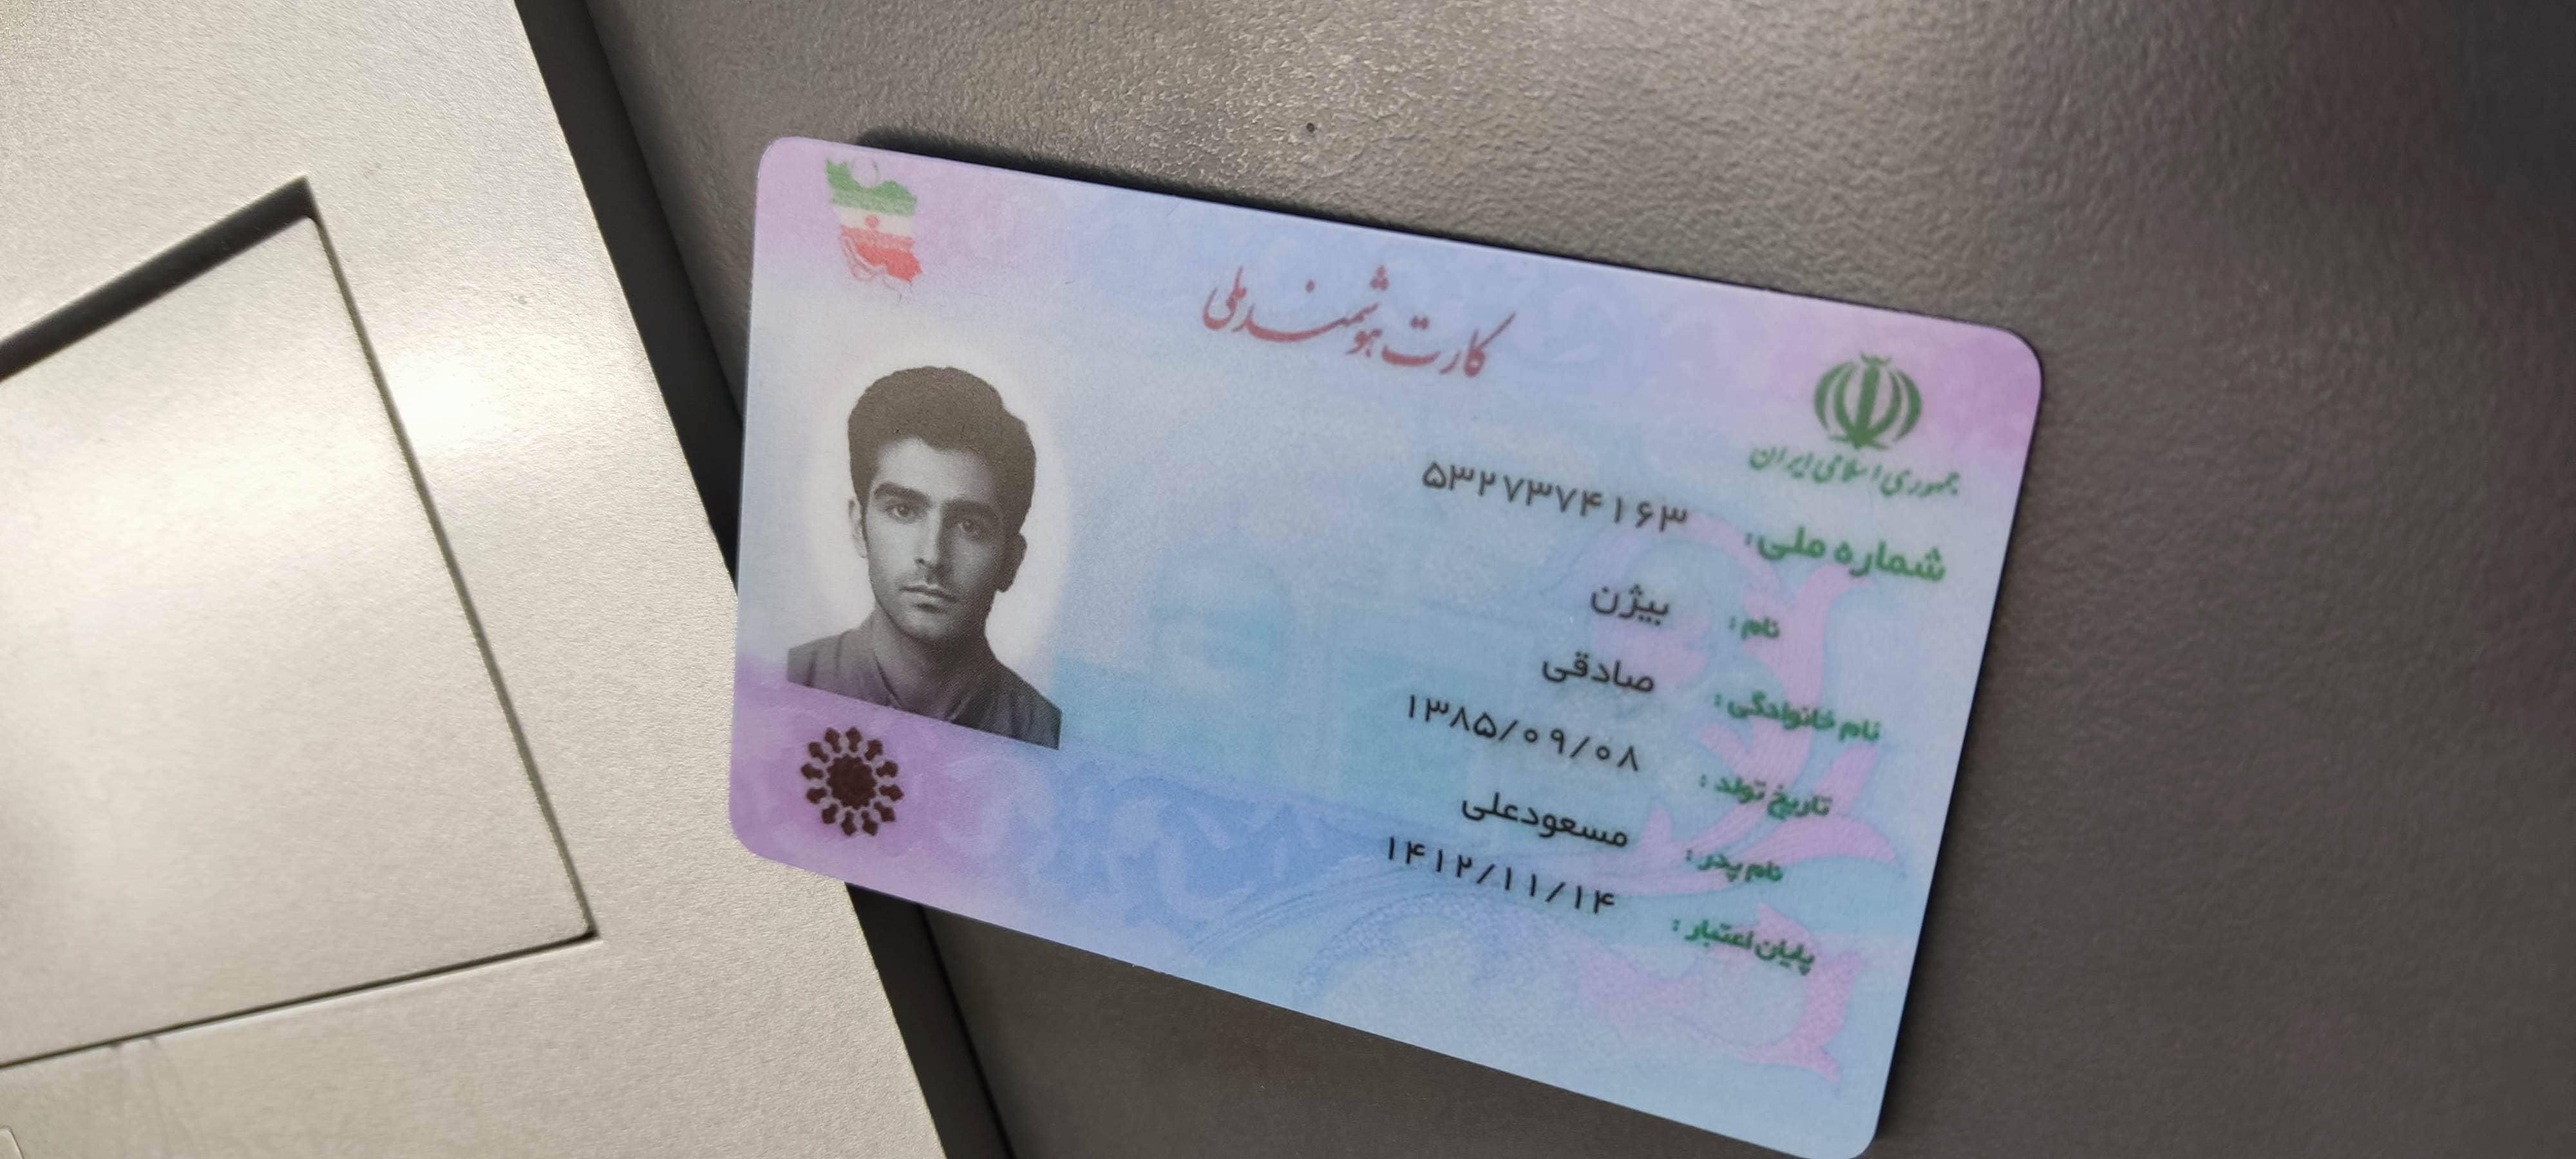 کارت هوشمند ملی
جمهوری اسلامی ایران
شماره ملی: ۵۳۲۷۳۷۴۱۶۳
نام: بیژن
نام خانوادگی: صادقی
تاریخ تولد: ۱۳۸۵/۰۹/۰۸
نام پدر: مسعودعلی
پایان اعتبار: ۱۴۱۲/۱۱/۱۴